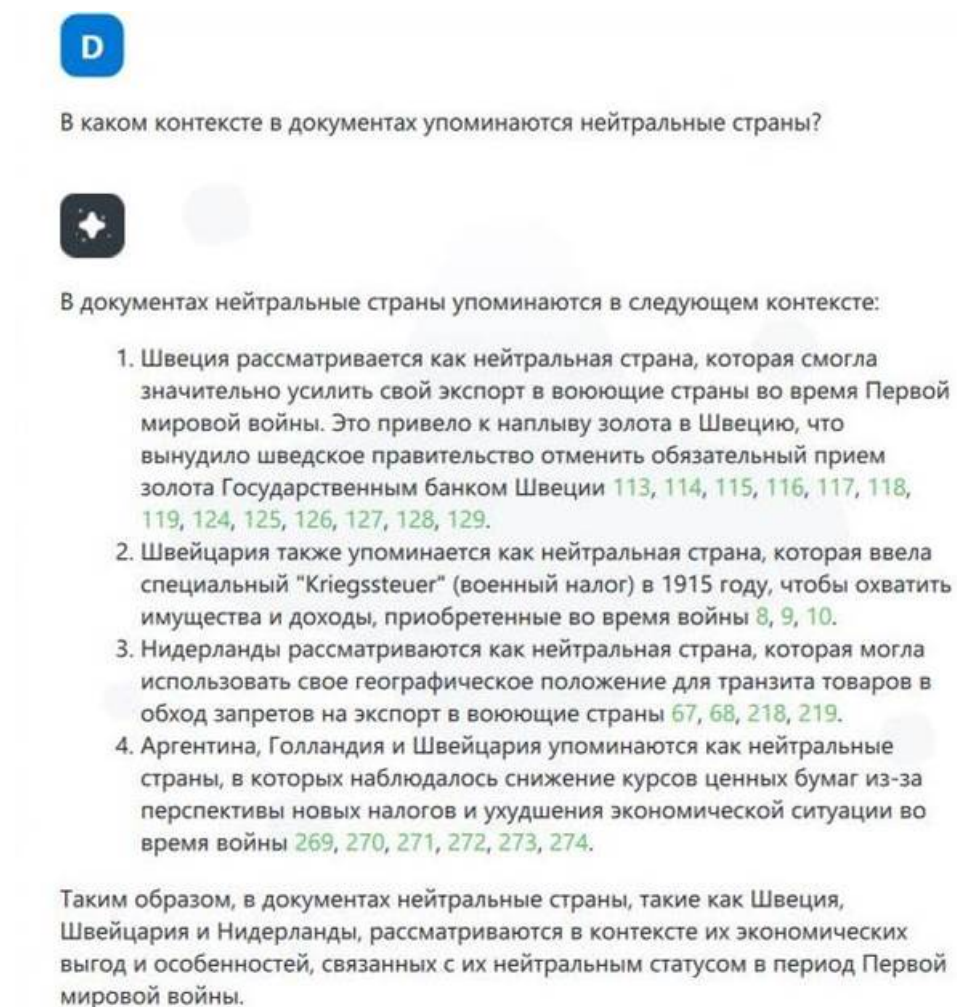 D
В каком контексте в документах упоминаются нейтральные страны?
В документах нейтральные страны упоминаются в следующем контексте:
1. Швеция рассматривается как нейтральная страна, которая смогла
значительно усилить свой экспорт в воюющие страны во время Первой
мировой войны. Это привело к наплыву золота в Швецию, что
вынудило шведское правительство отменить обязательный прием
золота Государственным банком Швеции 113, 114, 115, 116, 117, 118,
119, 124, 125, 126, 127, 128, 129.
2. Швейцария также упоминается как нейтральная страна, которая ввела
специальный "Kriegssteuer" (военный налог) в 1915 году, чтобы охватить
имущества и доходы, приобретенные во время войны 8, 9, 10.
3. Нидерланды рассматриваются как нейтральная страна, которая могла
использовать свое географическое положение для транзита товаров в
обход запретов на экспорт в воюющие страны 67, 68, 218, 219.
4. Аргентина, Голландия и Швейцария упоминаются как нейтральные
страны, в которых наблюдалось снижение курсов ценных бумаг из-за
перспективы новых налогов и ухудшения экономической ситуации во
время войны 269, 270, 271, 272, 273, 274.
Таким образом, в документах нейтральные страны, такие как Швеция,
Швейцария и Нидерланды, рассматриваются в контексте их экономических
выгод и особенностей, связанных с их нейтральным статусом в период Первой
мировой войны.